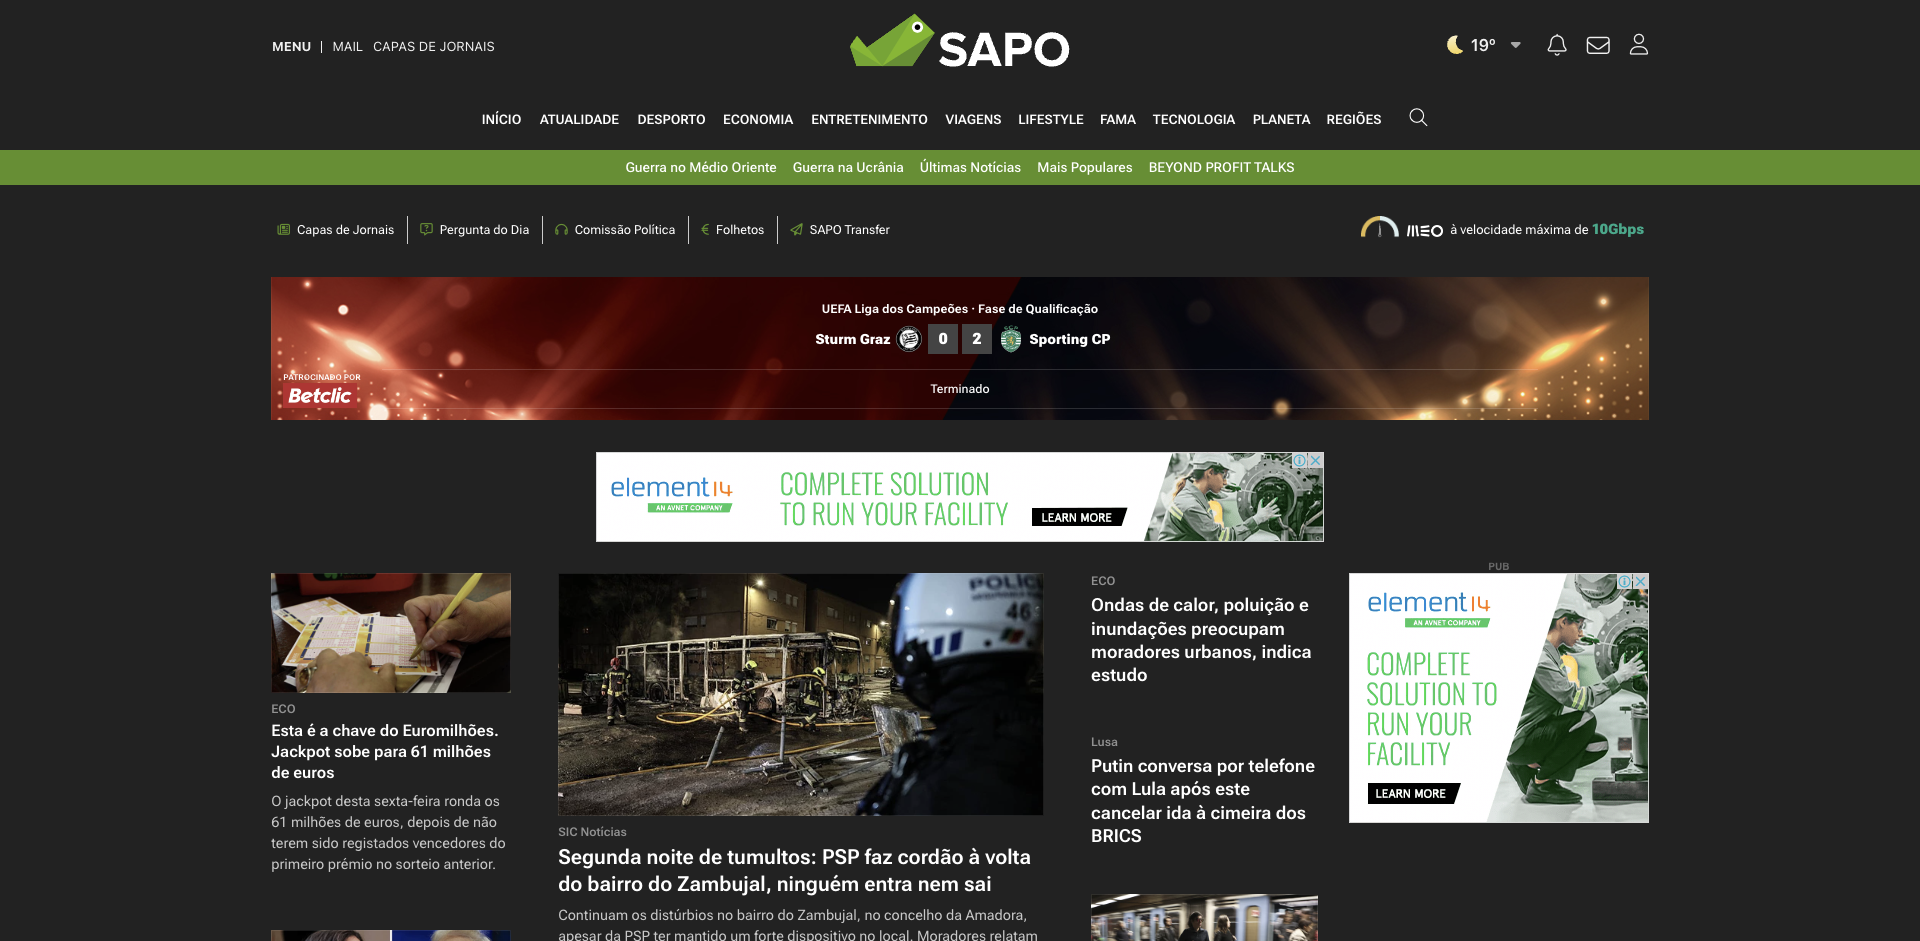 MENU | MAIL CAPAS DE JORNAIS
SAPO
19º
INÍCIO ATUALIDADE DESPORTO ECONOMIA ENTRETENIMENTO VIAGENS LIFESTYLE FAMA TECNOLOGIA PLANETA REGIÕES
Guerra no Médio Oriente Guerra na Ucrânia Últimas Notícias Mais Populares BEYOND PROFIT TALKS
Capas de Jornais Pergunta do Dia Comissão Política Folhetos SAPO Transfer
MEO à velocidade máxima de 10Gbps
UEFA Liga dos Campeões · Fase de Qualificação
Sturm Graz 0 2 Sporting CP
PATROCINADO POR
Betclic
Terminado
element14
AN AVNET COMPANY
COMPLETE SOLUTION
TO RUN YOUR FACILITY
LEARN MORE
ECO
Esta é a chave do Euromilhões.
Jackpot sobe para 61 milhões
de euros
O jackpot desta sexta-feira ronda os
61 milhões de euros, depois de não
terem sido registados vencedores do
primeiro prémio no sorteio anterior.
46
SIC Notícias
Segunda noite de tumultos: PSP faz cordão à volta
do bairro do Zambujal, ninguém entra nem sai
Continuam os distúrbios no bairro do Zambujal, no concelho da Amadora,
apesar da PSP ter mantido um forte dispositivo no local. Moradores relatam
ECO
Ondas de calor, poluição e
inundações preocupam
moradores urbanos, indica
estudo
Lusa
Putin conversa por telefone
com Lula após este
cancelar ida à cimeira dos
BRICS
PUB
element14
AN AVNET COMPANY
COMPLETE
SOLUTION TO
RUN YOUR
FACILITY
LEARN MORE